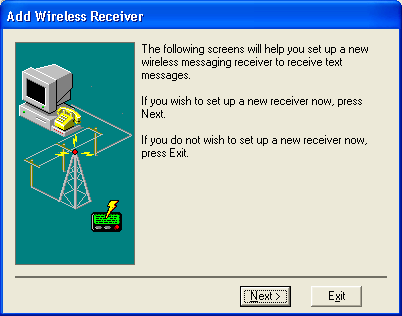 Add Wireless Receiver
The following screens will help you set up a new
wireless messaging receiver to receive text
messages.
If you wish to set up a new receiver now, press
Next.
If you do not wish to set up a new receiver now,
press Exit.
Next >
Exit